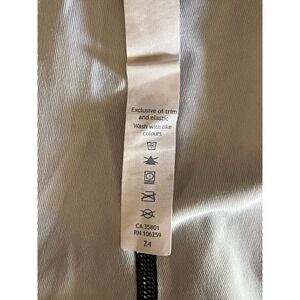 Exclusive of trim
and elastic
Wash with like
colours
CA 35801
RN 106259
Z4